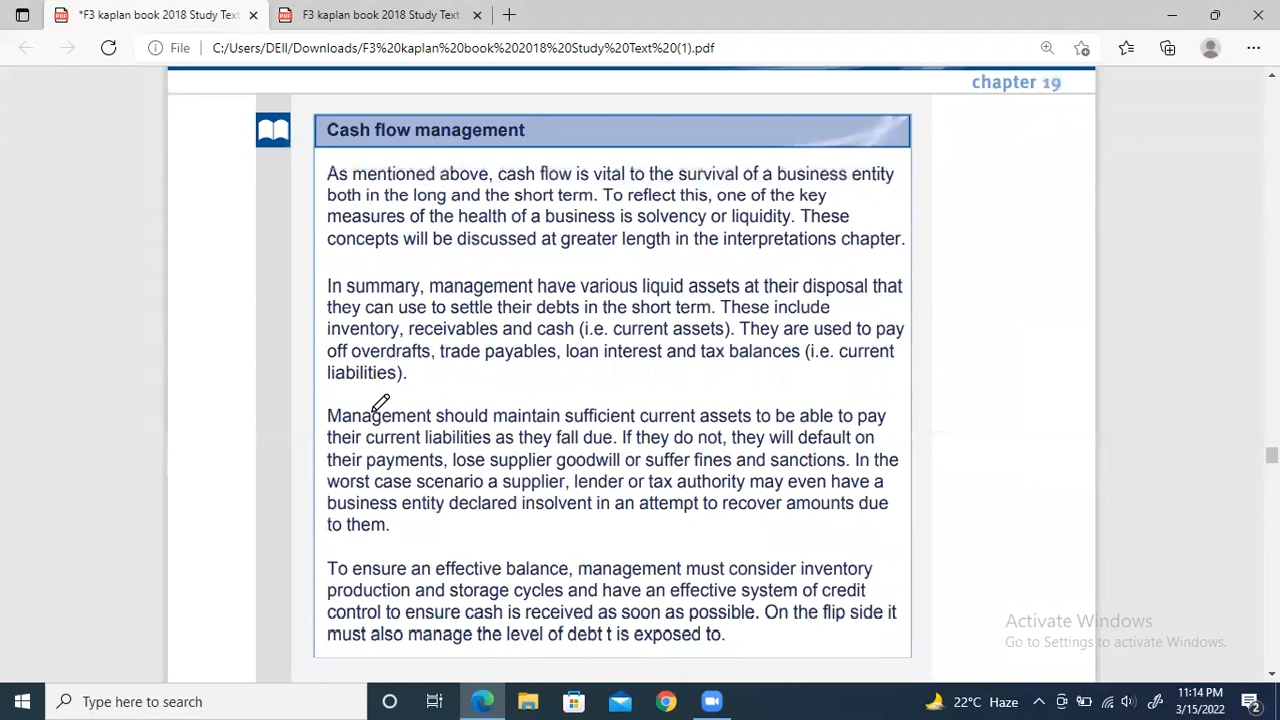 *F3 kaplan book 2018 Study Text
F3 kaplan book 2018 Study Text
File
C:/Users/DEll/Downloads/F3%20kaplan%20book%202018%20Study%20Text%20(1).pdf
chapter 19
Cash flow management
As mentioned above, cash flow is vital to the survival of a business entity
both in the long and the short term. To reflect this, one of the key
measures of the health of a business is solvency or liquidity. These
concepts will be discussed at greater length in the interpretations chapter.
In summary, management have various liquid assets at their disposal that
they can use to settle their debts in the short term. These include
inventory, receivables and cash (i.e. current assets). They are used to pay
off overdrafts, trade payables, loan interest and tax balances (i.e. current
liabilities).
Management should maintain sufficient current assets to be able to pay
their current liabilities as they fall due. If they do not, they will default on
their payments, lose supplier goodwill or suffer fines and sanctions. In the
worst case scenario a supplier, lender or tax authority may even have a
business entity declared insolvent in an attempt to recover amounts due
to them.
To ensure an effective balance, management must consider inventory
production and storage cycles and have an effective system of credit
control to ensure cash is received as soon as possible. On the flip side it
must also manage the level of debt t is exposed to.
Activate Windows
Go to Settings to activate Windows.
Type here to search
22°C Haze
11:14 PM
3/15/2022
2